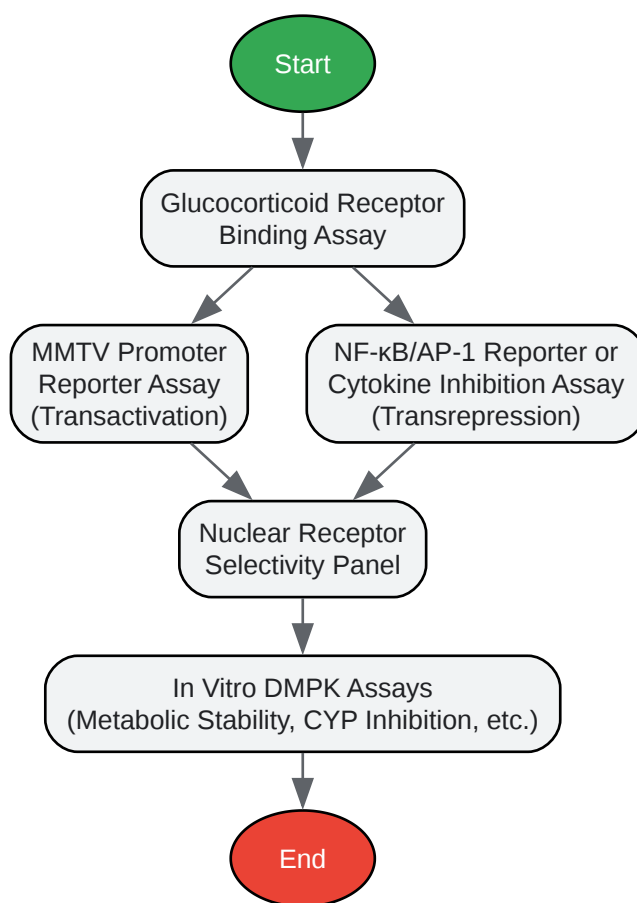 Start
Glucocorticoid Receptor
Binding Assay
MMTV Promoter
Reporter Assay
(Transactivation)
NF-κB/AP-1 Reporter or
Cytokine Inhibition Assay
(Transrepression)
Nuclear Receptor
Selectivity Panel
In Vitro DMPK Assays
(Metabolic Stability, CYP Inhibition, etc.)
End